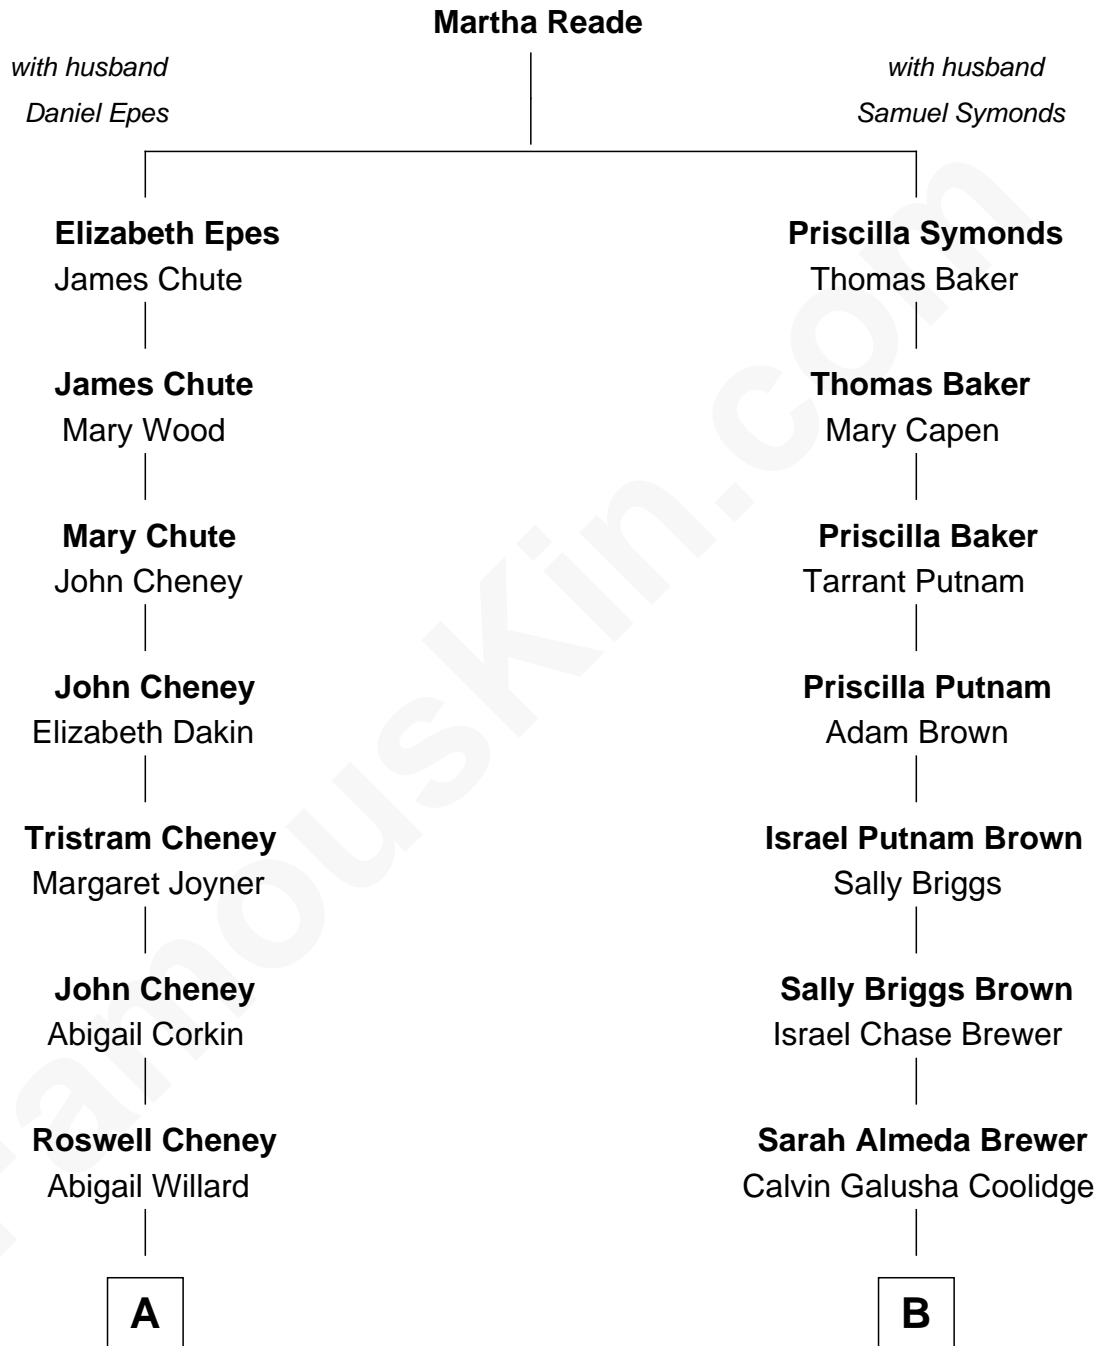 Martha Reade
with husband
Daniel Epes
with husband
Samuel Symonds
Elizabeth Epes
James Chute
Priscilla Symonds
Thomas Baker
James Chute
Mary Wood
Thomas Baker
Mary Capen
Mary Chute
John Cheney
Priscilla Baker
Tarrant Putnam
John Cheney
Elizabeth Dakin
Priscilla Putnam
Adam Brown
Tristram Cheney
Margaret Joyner
Israel Putnam Brown
Sally Briggs
John Cheney
Abigail Corkin
Sally Briggs Brown
Israel Chase Brewer
Roswell Cheney
Abigail Willard
Sarah Almeda Brewer
Calvin Galusha Coolidge
A
B
FamousKin.com